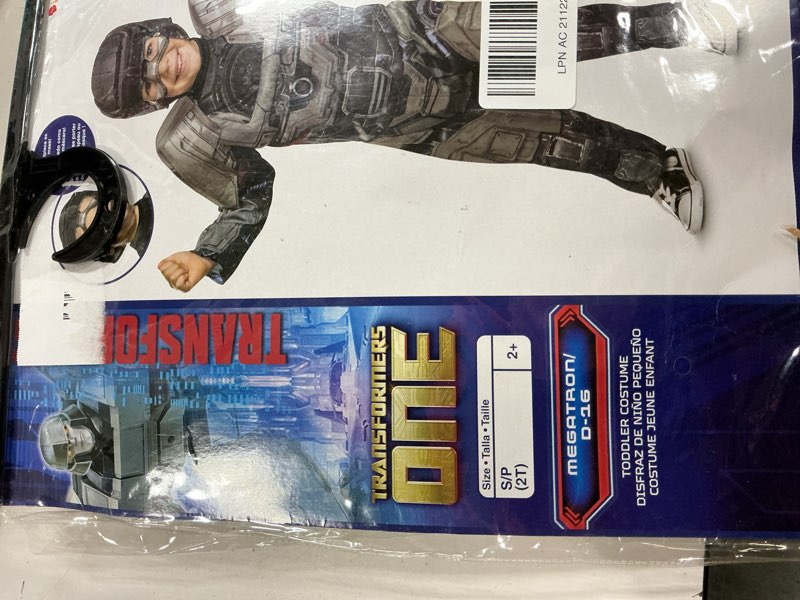 LPN AC 21122
TRANSFO
TRANSFORMERS
ONE
Size • Talla • Taille
S/P
(2T)
2+
MEGATRON/
D-16
TODDLER COSTUME
DISFRAZ DE NIÑO PEQUEÑO
COSTUME JEUNE ENFANT